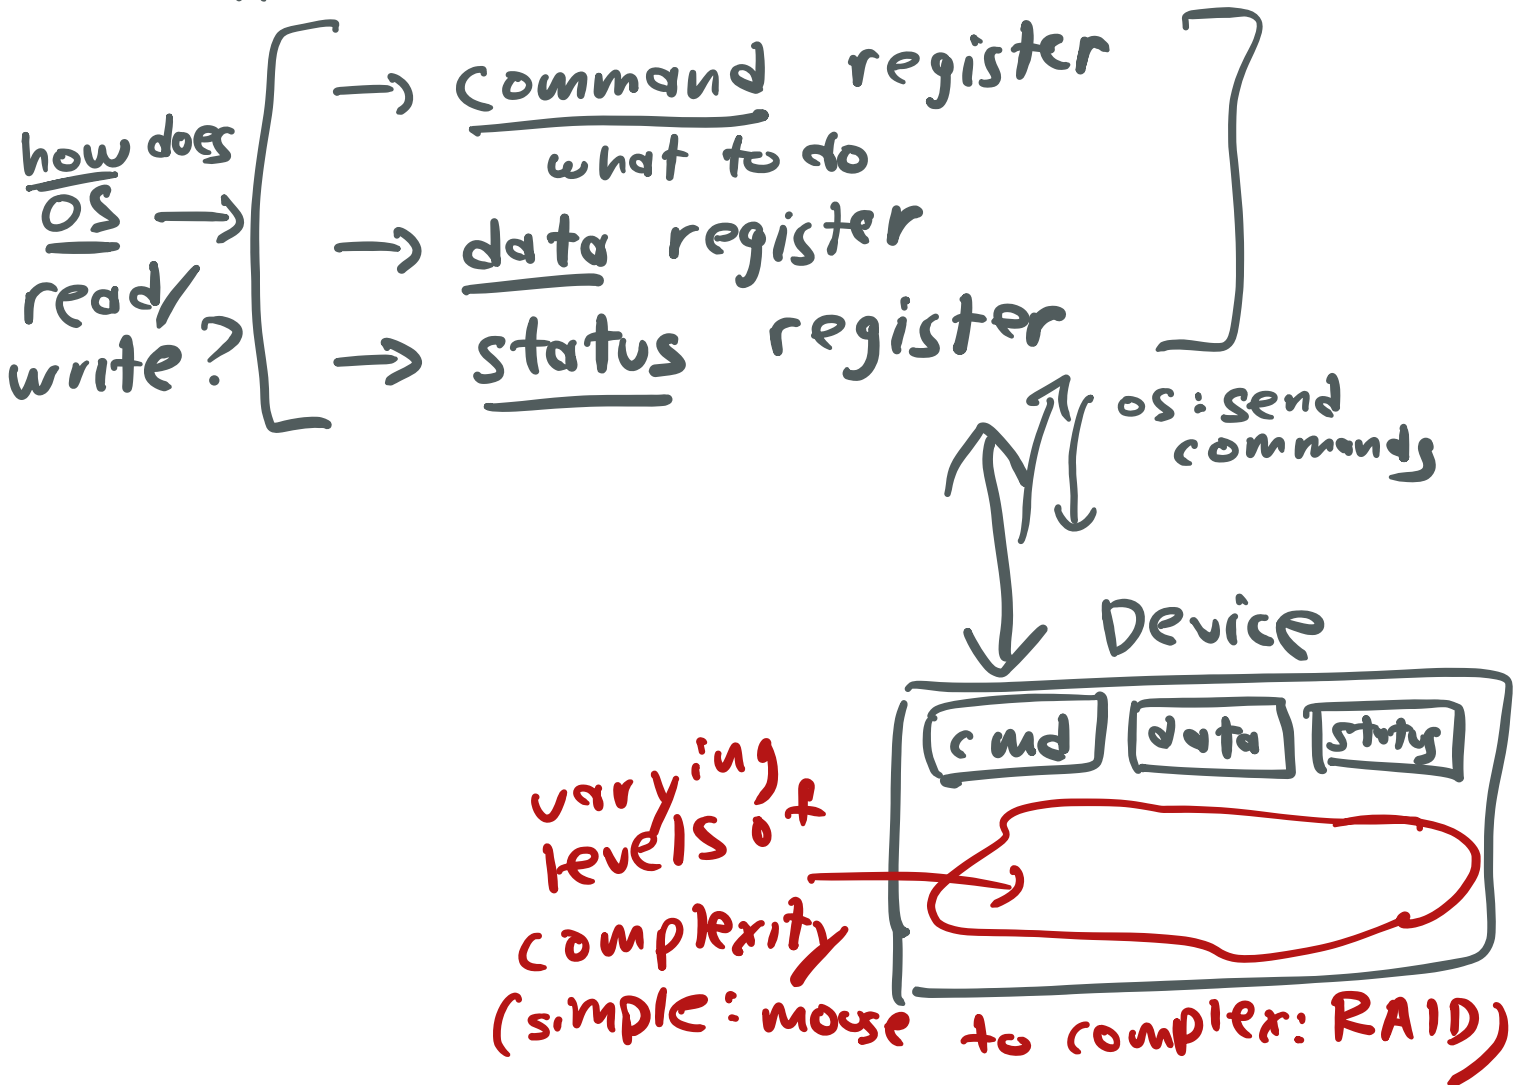 how does
OS →
read/
write?
→ command register
what to do
→ data register
→ status register
os: send
commands
Device
cmd data status
varying
levels of
complexity
(simple: mouse to complex: RAID)